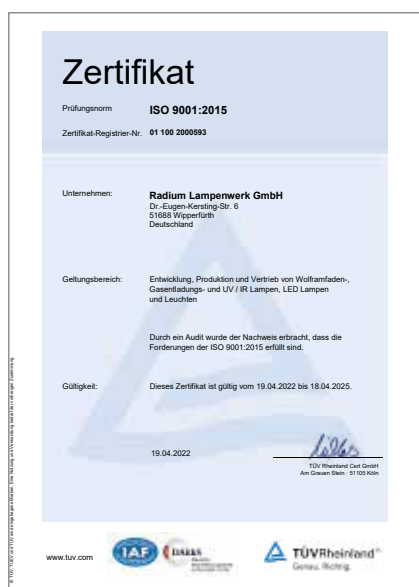 Zertifikat
Prüfungsnorm ISO 9001:2015
Zertifikat-Registrier-Nr. 01 100 2000593
Unternehmen: Radium Lampenwerk GmbH
Dr.-Eugen-Kersting-Str. 6
51688 Wipperfürth
Deutschland
Geltungsbereich: Entwicklung, Produktion und Vertrieb von Wolframfaden-,
Gasentladungs- und UV / IR Lampen, LED Lampen
und Leuchten
Durch ein Audit wurde der Nachweis erbracht, dass die
Forderungen der ISO 9001:2015 erfüllt sind.
Gültigkeit: Dieses Zertifikat ist gültig vom 19.04.2022 bis 18.04.2025.
19.04.2022
TÜV Rheinland Cert GmbH
Am Grauen Stein · 51105 Köln
www.tuv.com
IAF
DAkkS
TÜVRheinland®
Genau. Richtig.